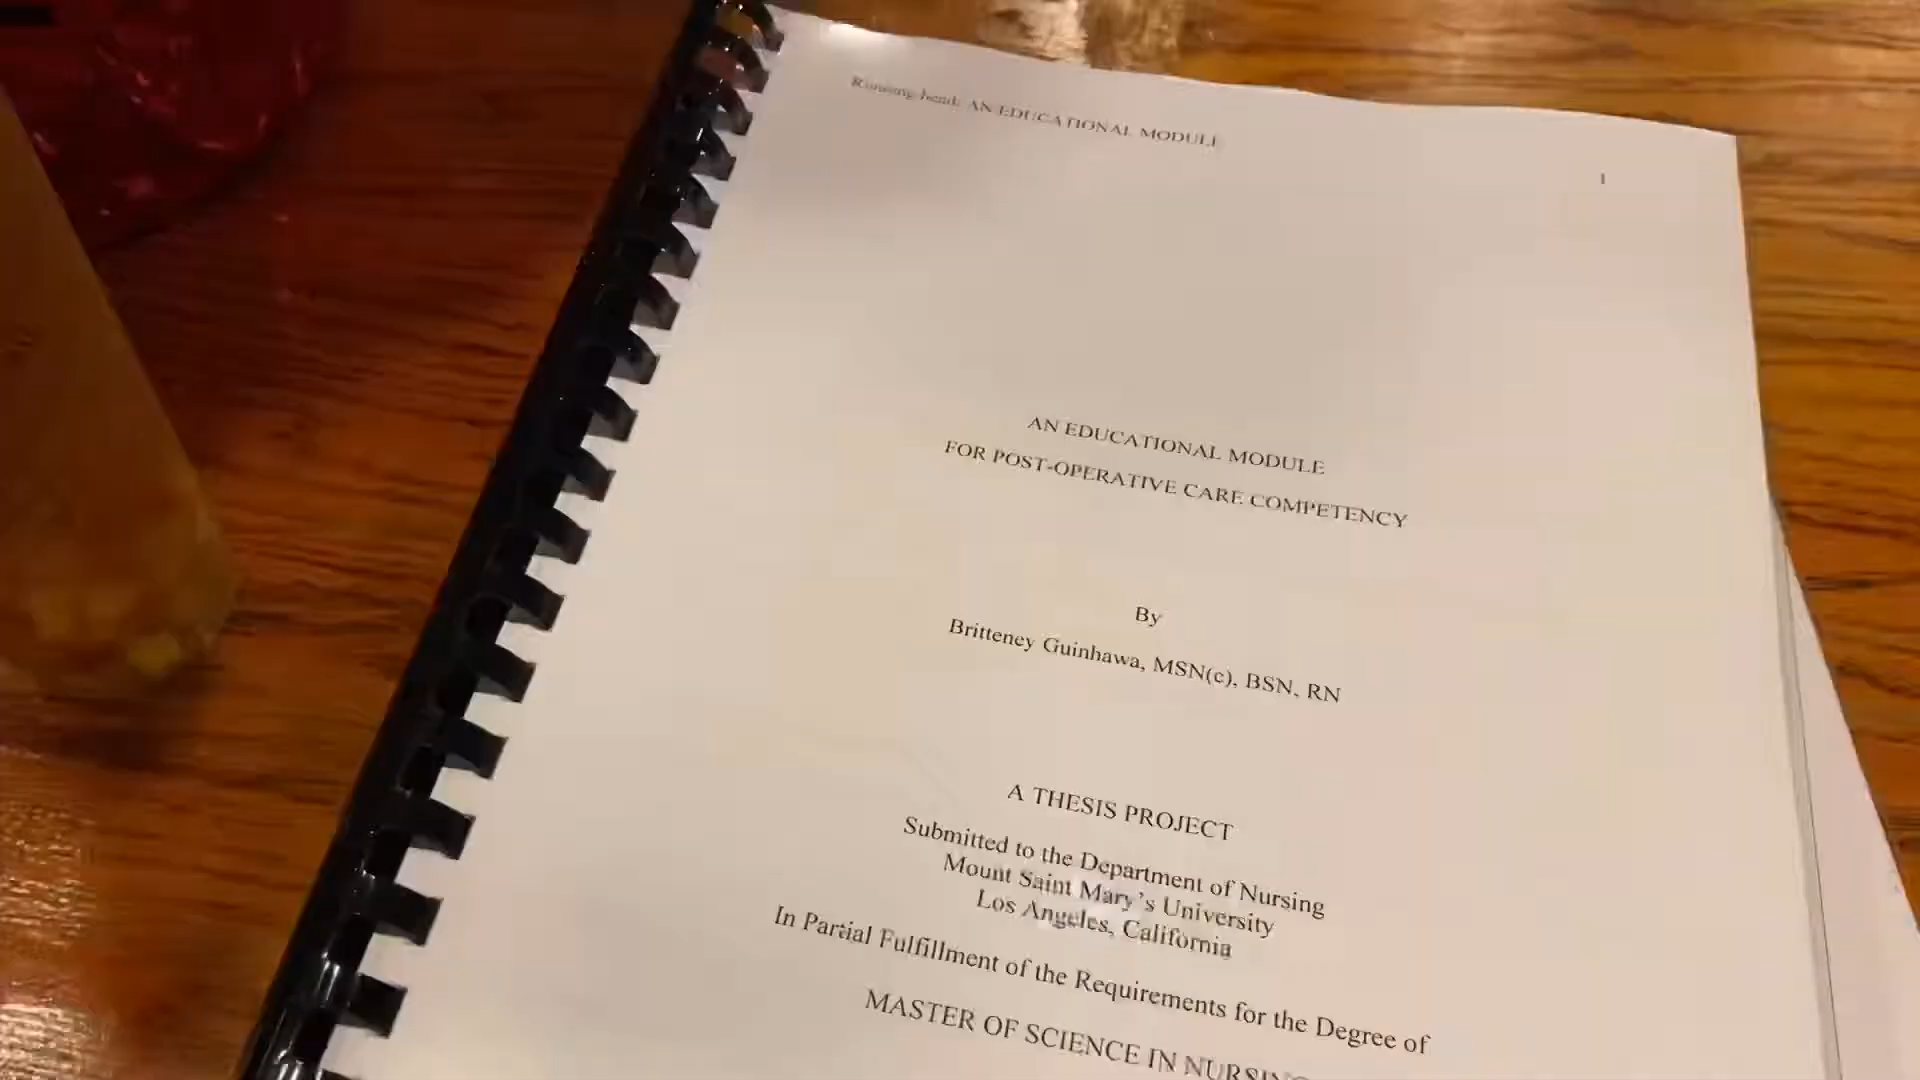 Running head: AN EDUCATIONAL MODULE
1
AN EDUCATIONAL MODULE
FOR POST-OPERATIVE CARE COMPETENCY
By
Britteney Guinhawa, MSN(c), BSN, RN
A THESIS PROJECT
Submitted to the Department of Nursing
Mount Saint Mary's University
Los Angeles, California
In Partial Fulfillment of the Requirements for the Degree of
MASTER OF SCIENCE IN NURSING